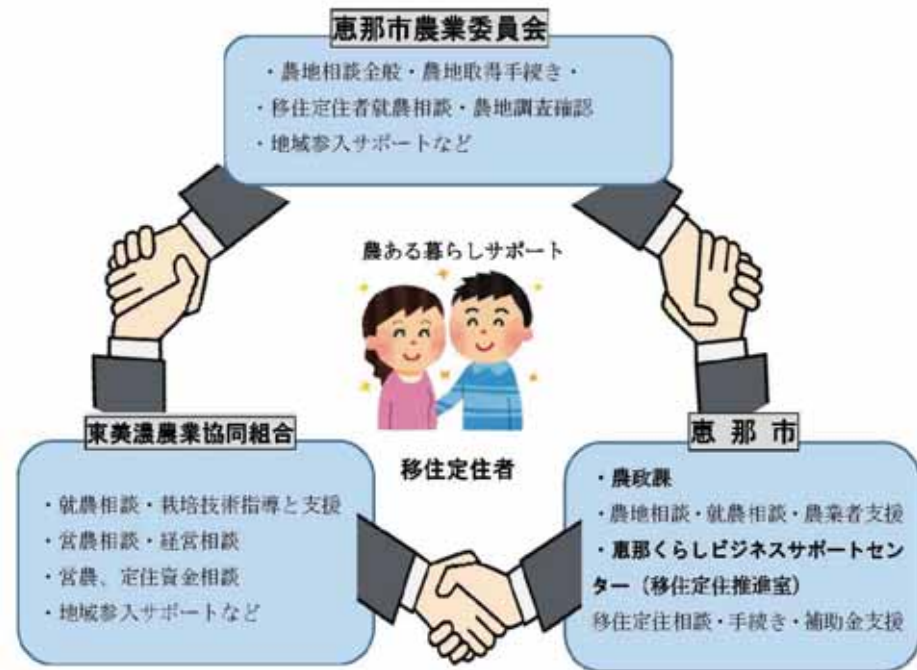 恵那市農業委員会
・農地相談全般・農地取得手続き・
・移住定住者就農相談・農地調査確認
・地域参入サポートなど
農ある暮らしサポート
移住定住者
東美濃農業協同組合
・就農相談・栽培技術指導と支援
・営農相談・経営相談
・営農、定住資金相談
・地域参入サポートなど
恵 那 市
・農政課
・農地相談・就農相談・農業者支援
・恵那くらしビジネスサポートセン
ター（移住定住推進室）
移住定住相談・手続き・補助金支援